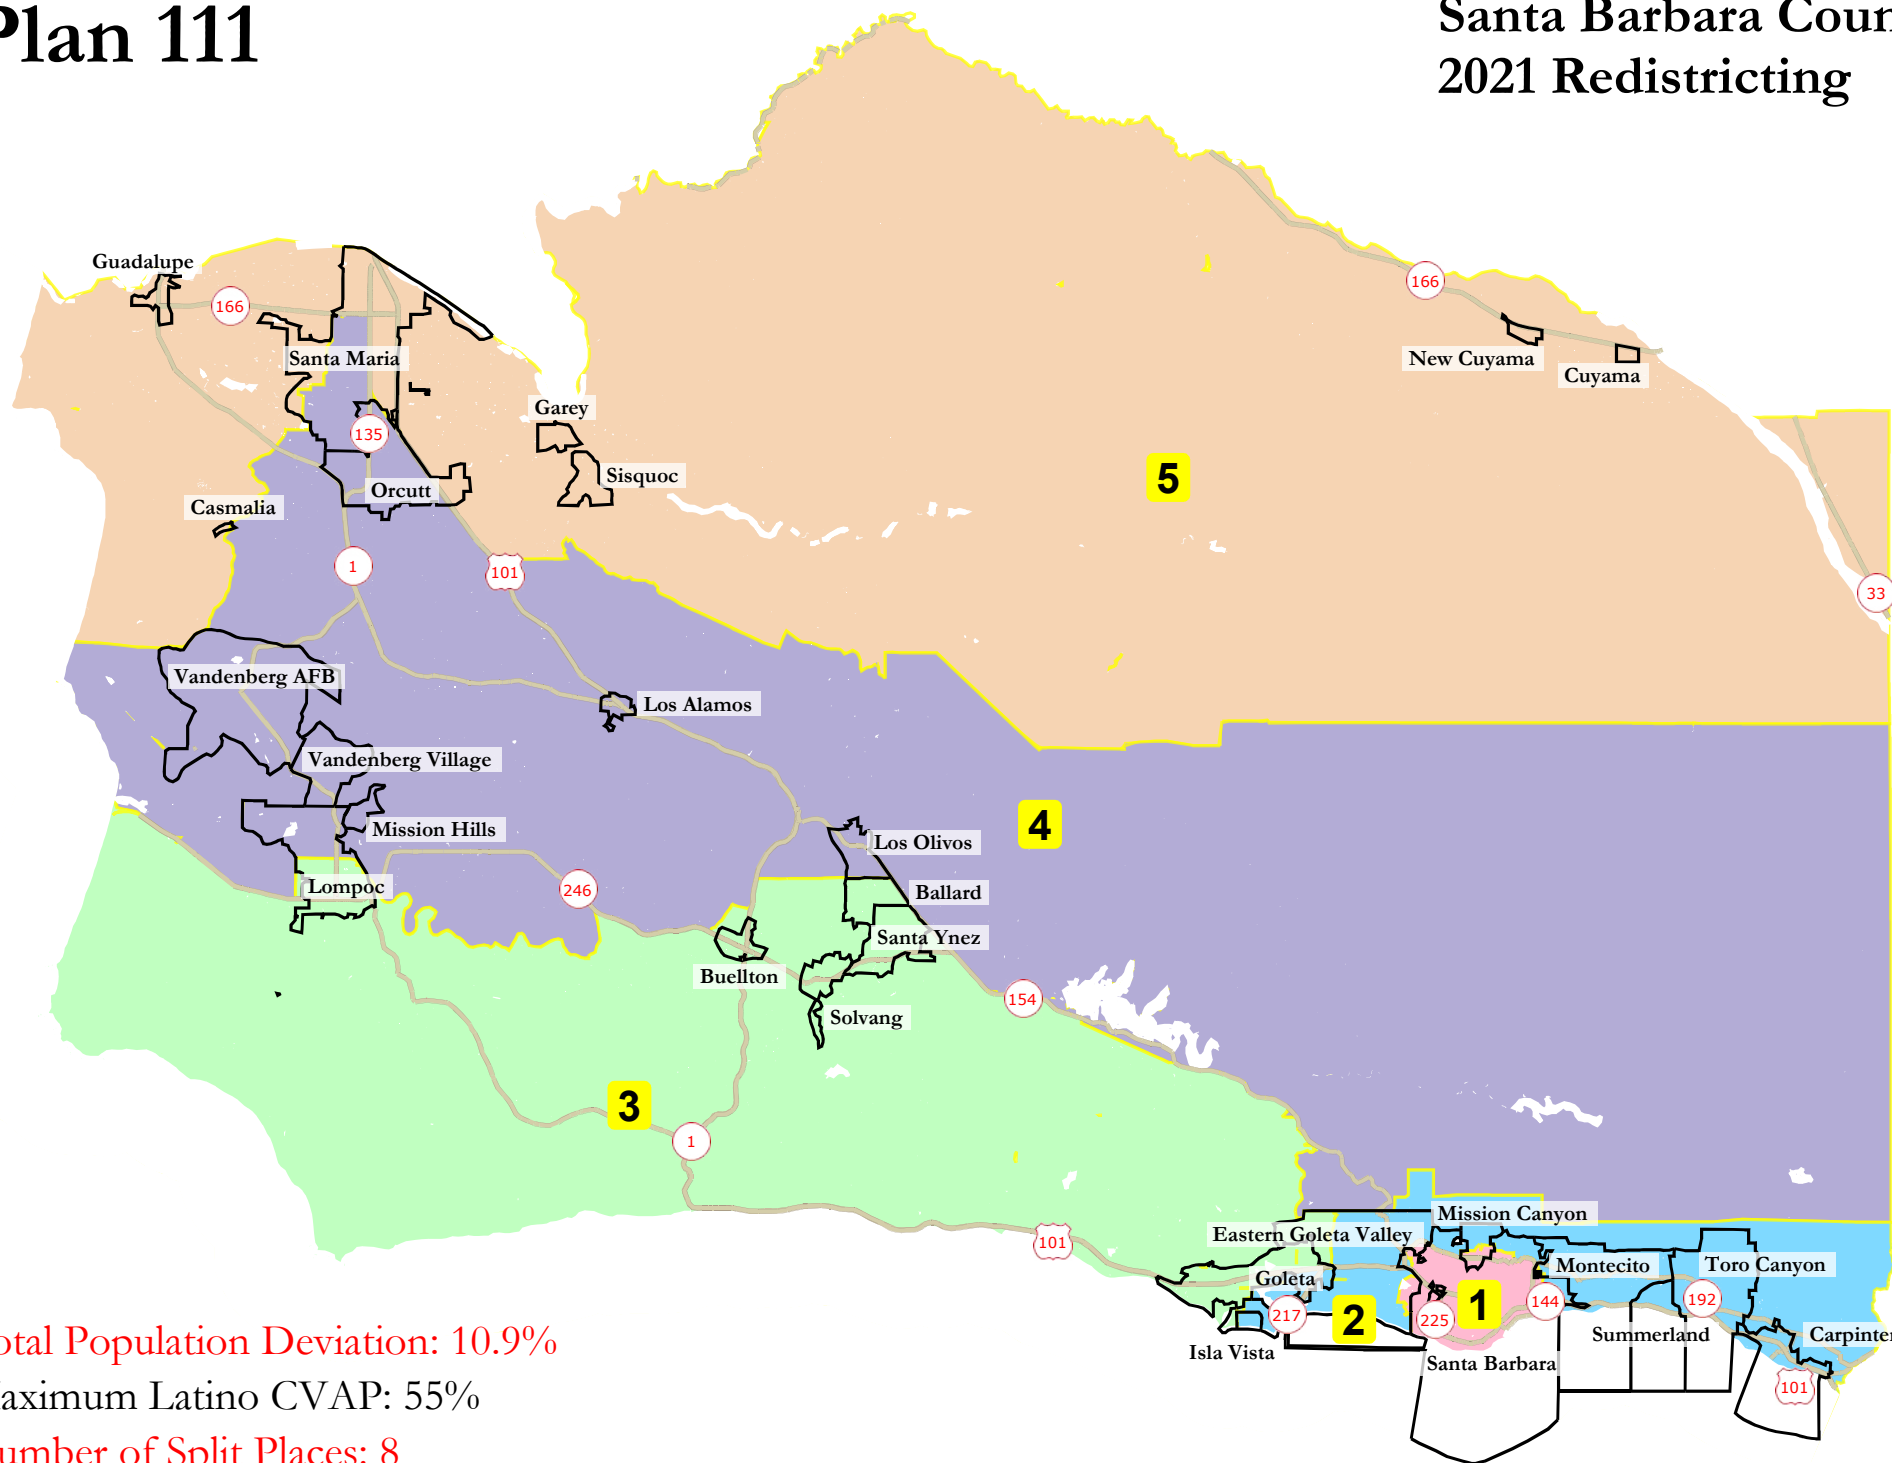 Plan 111
Santa Barbara Coun
2021 Redistricting
Guadalupe
166
Santa Maria
135
Orcutt
Casmalia
Garey
Sisquoc
1
101
166
New Cuyama
Cuyama
5
33
Vandenberg AFB
Los Alamos
Vandenberg Village
Mission Hills
Los Olivos
4
Lompoc
246
Ballard
Santa Ynez
Buellton
154
Solvang
3
1
101
Mission Canyon
Eastern Goleta Valley
Goleta
Montecito
Toro Canyon
217
2
225
1
144
192
Summerland
Carpinter
Isla Vista
Santa Barbara
101
otal Population Deviation: 10.9%
aximum Latino CVAP: 55%
umber of Split Places: 8